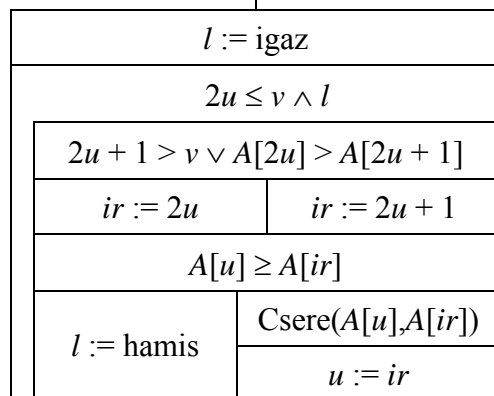 l := igaz
2u ≤ v ∧ l
2u + 1 > v ∨ A[2u] > A[2u + 1]
ir := 2u
ir := 2u + 1
A[u] ≥ A[ir]
l := hamis
Csere(A[u],A[ir])
u := ir